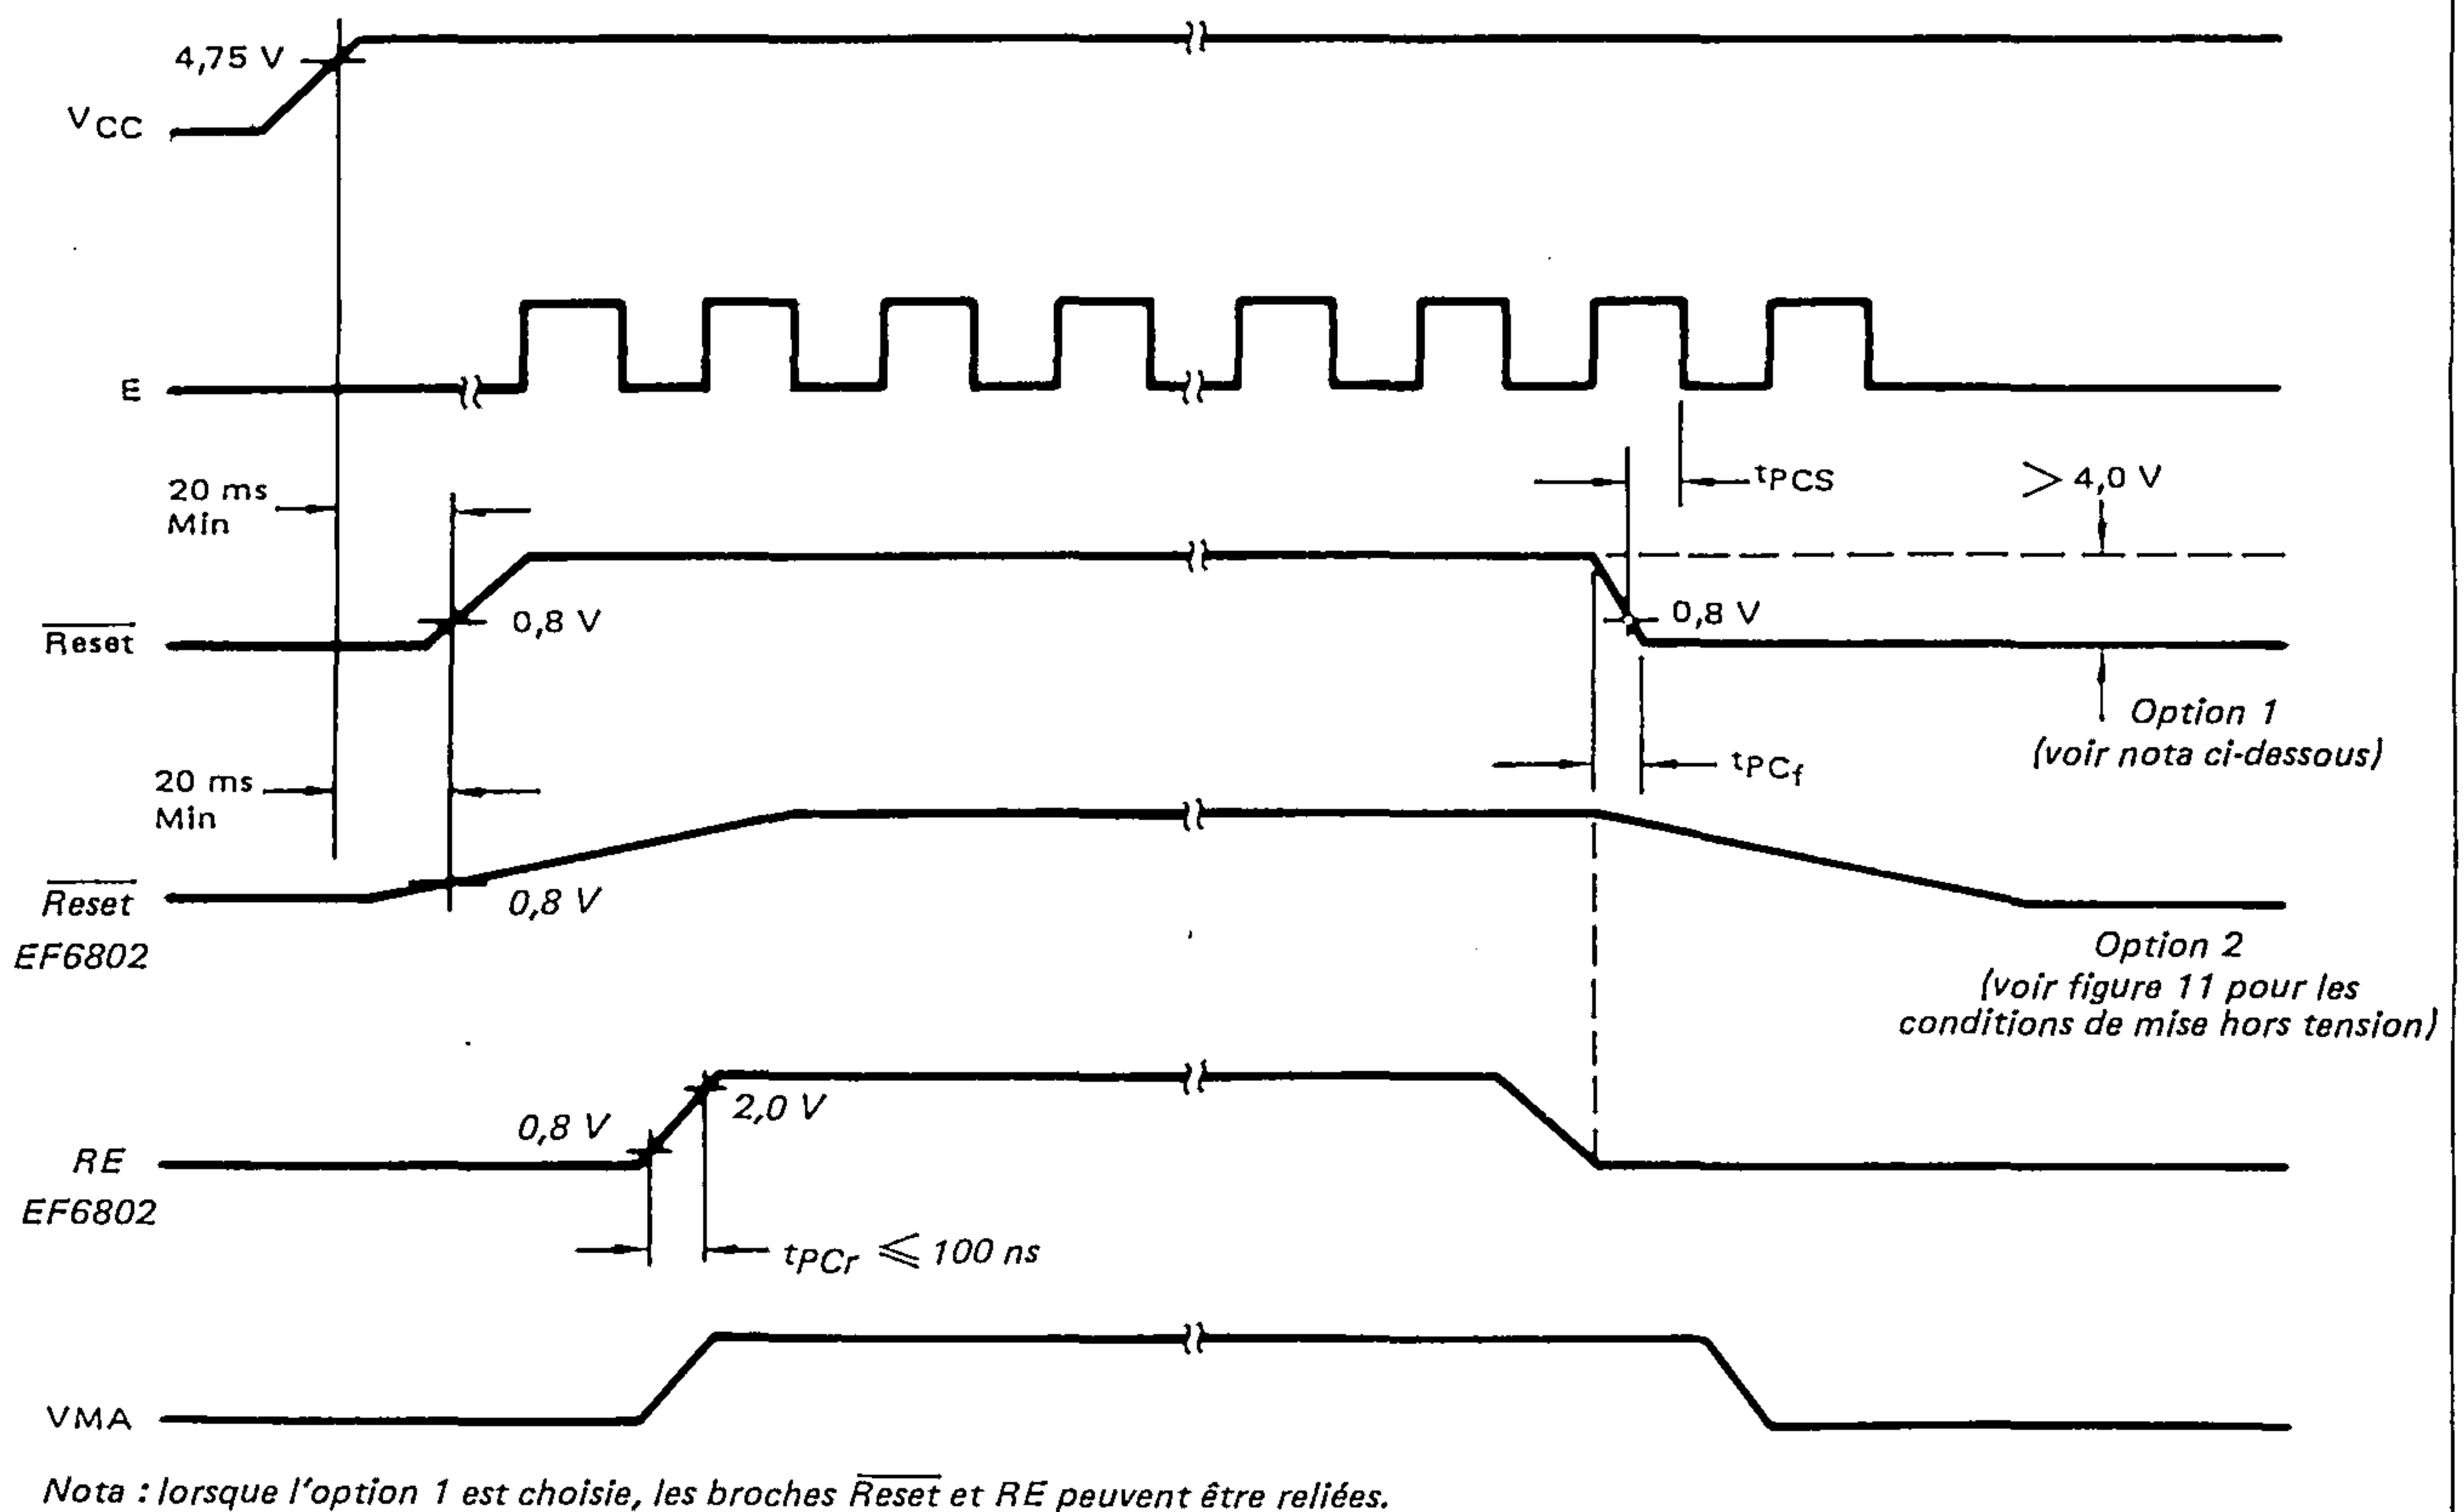 4,75 V
VCC
E
20 ms
Min
tPCS
> 4,0 V
0,8 V
0,8 V
Reset
Option 1
(voir nota ci-dessous)
20 ms
Min
tPCf
Reset
EF6802
0,8 V
Option 2
(voir figure 11 pour les
conditions de mise hors tension)
0,8 V
2,0 V
RE
EF6802
tPCr ⩽ 100 ns
VMA
Nota : lorsque l'option 1 est choisie, les broches Reset et RE peuvent être reliées.